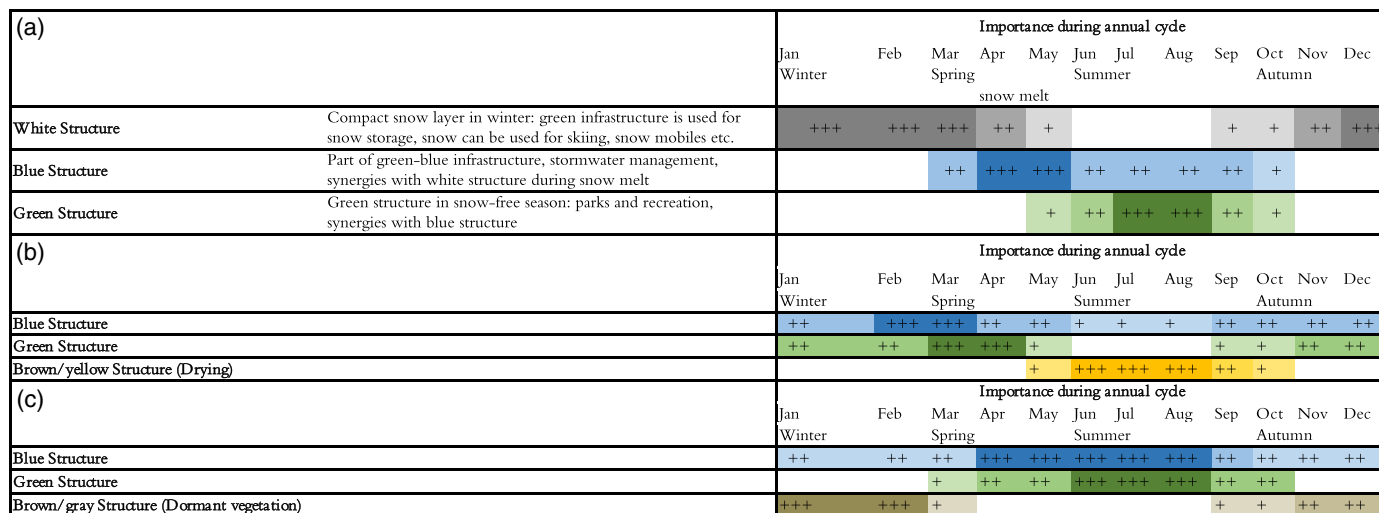 (a)
Importance during annual cycle
Jan Feb Mar Apr May Jun Jul Aug Sep Oct Nov Dec
Winter Spring Summer Autumn
snow melt
White Structure Compact snow layer in winter: green infrastructure is used for
snow storage, snow can be used for skiing, snow mobiles etc. +++ +++ +++ ++ + + + ++ +++
Blue Structure Part of green-blue infrastructure, stormwater management,
synergies with white structure during snow melt ++ +++ +++ ++ ++ ++ ++ +
Green Structure Green structure in snow-free season: parks and recreation,
synergies with blue structure + ++ +++ +++ ++ +
(b)
Importance during annual cycle
Jan Feb Mar Apr May Jun Jul Aug Sep Oct Nov Dec
Winter Spring Summer Autumn
Blue Structure ++ +++ +++ ++ ++ + + + ++ ++ ++ ++
Green Structure ++ ++ +++ +++ + + + ++ ++
Brown/yellow Structure (Drying) + +++ +++ +++ ++ +
(c)
Importance during annual cycle
Jan Feb Mar Apr May Jun Jul Aug Sep Oct Nov Dec
Winter Spring Summer Autumn
Blue Structure ++ ++ ++ +++ +++ +++ +++ +++ ++ ++ ++ ++
Green Structure + ++ ++ +++ +++ +++ ++ ++
Brown/gray Structure (Dormant vegetation) +++ +++ + + + ++ ++